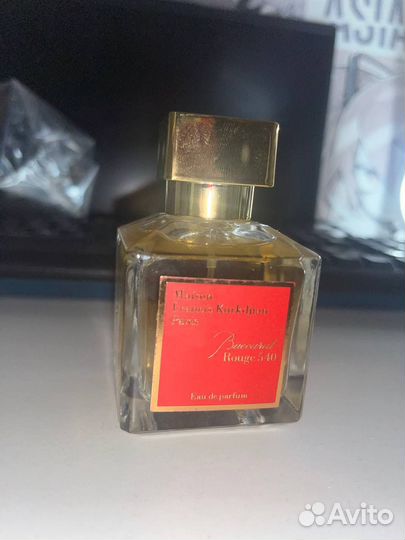 Maison
Francis Kurkdjian
Paris
Baccarat
Rouge 540
Eau de parfum
Avito